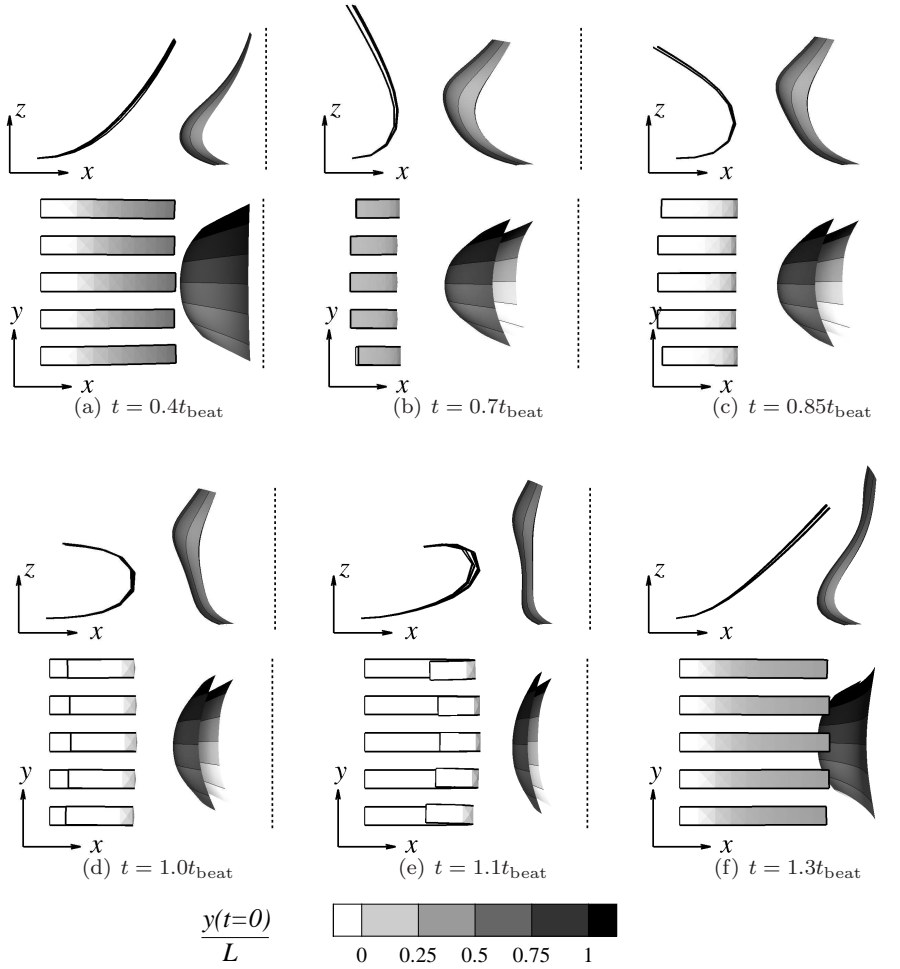 z
x
z
x
z
x
y
x
y
x
y
x
(a) t = 0.4t_beat
(b) t = 0.7t_beat
(c) t = 0.85t_beat
z
x
z
x
z
x
y
x
y
x
y
x
(d) t = 1.0t_beat
(e) t = 1.1t_beat
(f) t = 1.3t_beat
y(t=0)
L
0 0.25 0.5 0.75 1